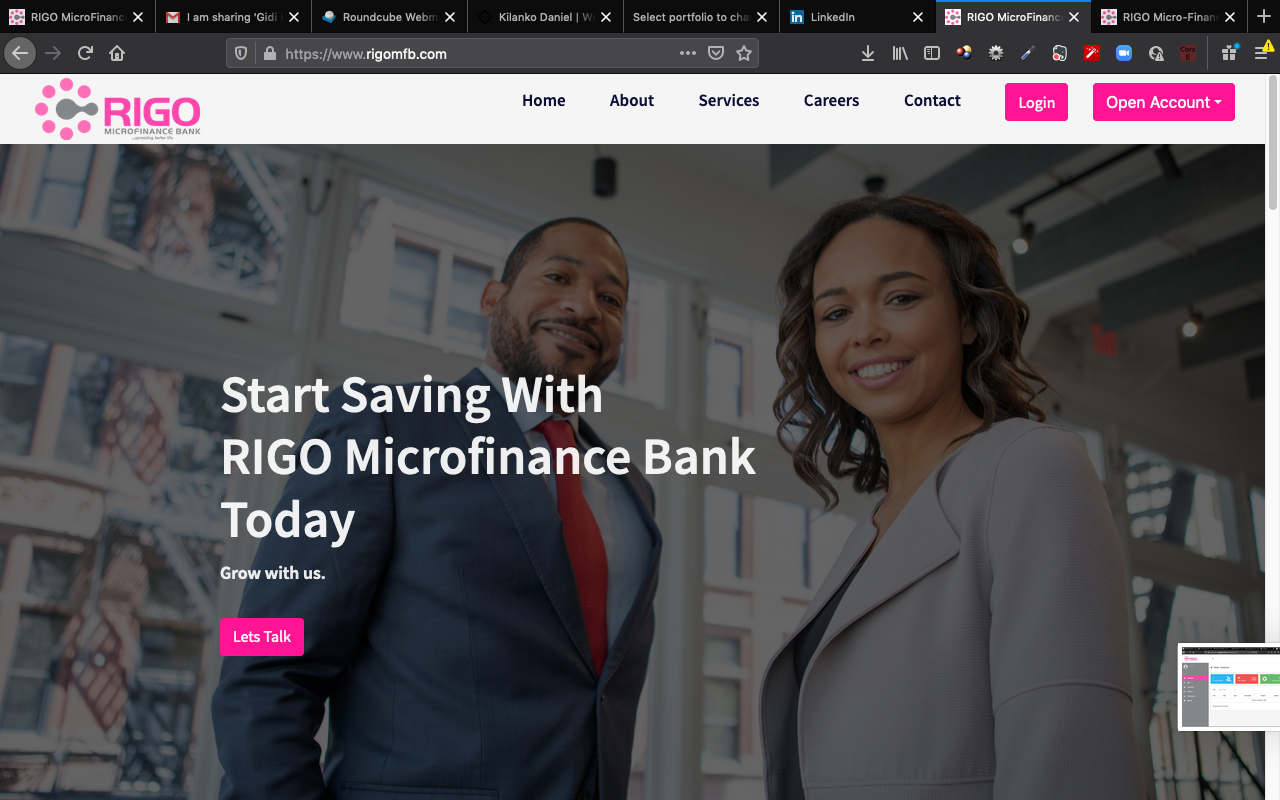 RIGO MicroFinanc
I am sharing 'Gidi
Roundcube Webm
Kilanko Daniel | W
Select portfolio to cha
LinkedIn
RIGO MicroFinanc
RIGO Micro-Finan
https://www.rigomfb.com
RIGO
MICROFINANCE BANK
...spreading better life
Home
About
Services
Careers
Contact
Login
Open Account
Start Saving With
RIGO Microfinance Bank
Today
Grow with us.
Lets Talk
RIGO